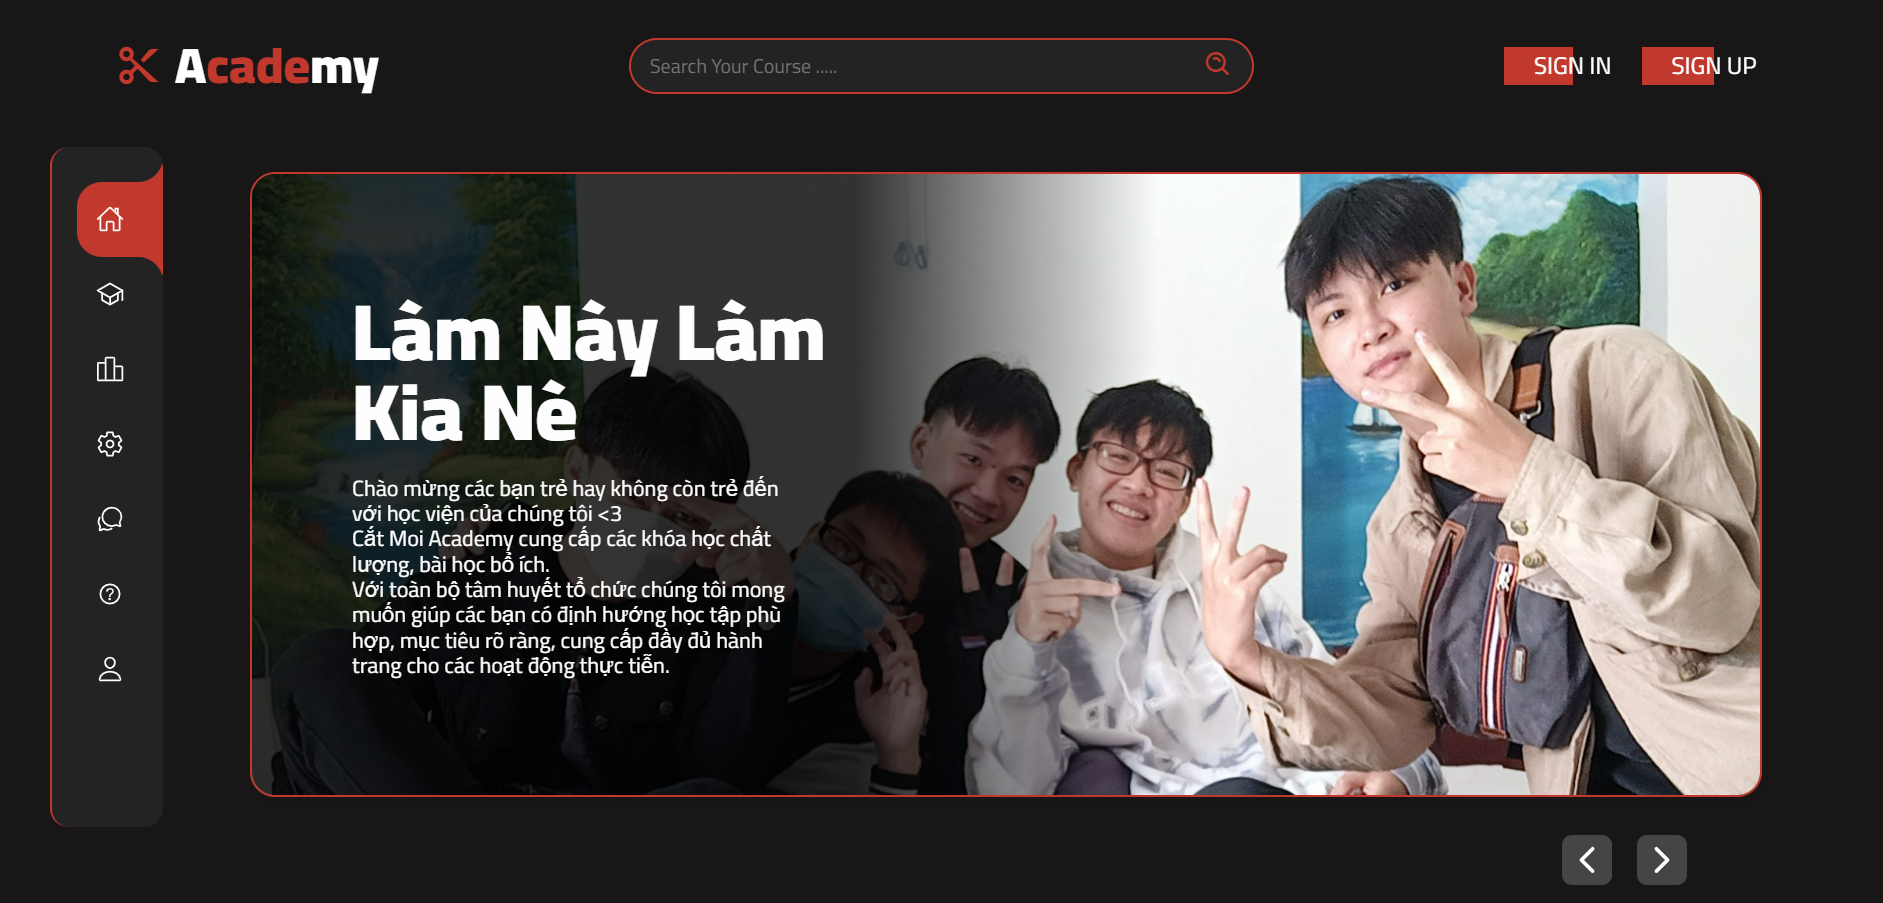 Academy
Search Your Course .....
SIGN IN
SIGN UP
Làm Này Làm
Kia Nè
Chào mừng các bạn trẻ hay không còn trẻ đến
với học viện của chúng tôi <3
Cắt Moi Academy cung cấp các khóa học chất
lượng, bài học bổ ích.
Với toàn bộ tâm huyết tổ chức chúng tôi mong
muốn giúp các bạn có định hướng học tập phù
hợp, mục tiêu rõ ràng, cung cấp đầy đủ hành
trang cho các hoạt động thực tiễn.